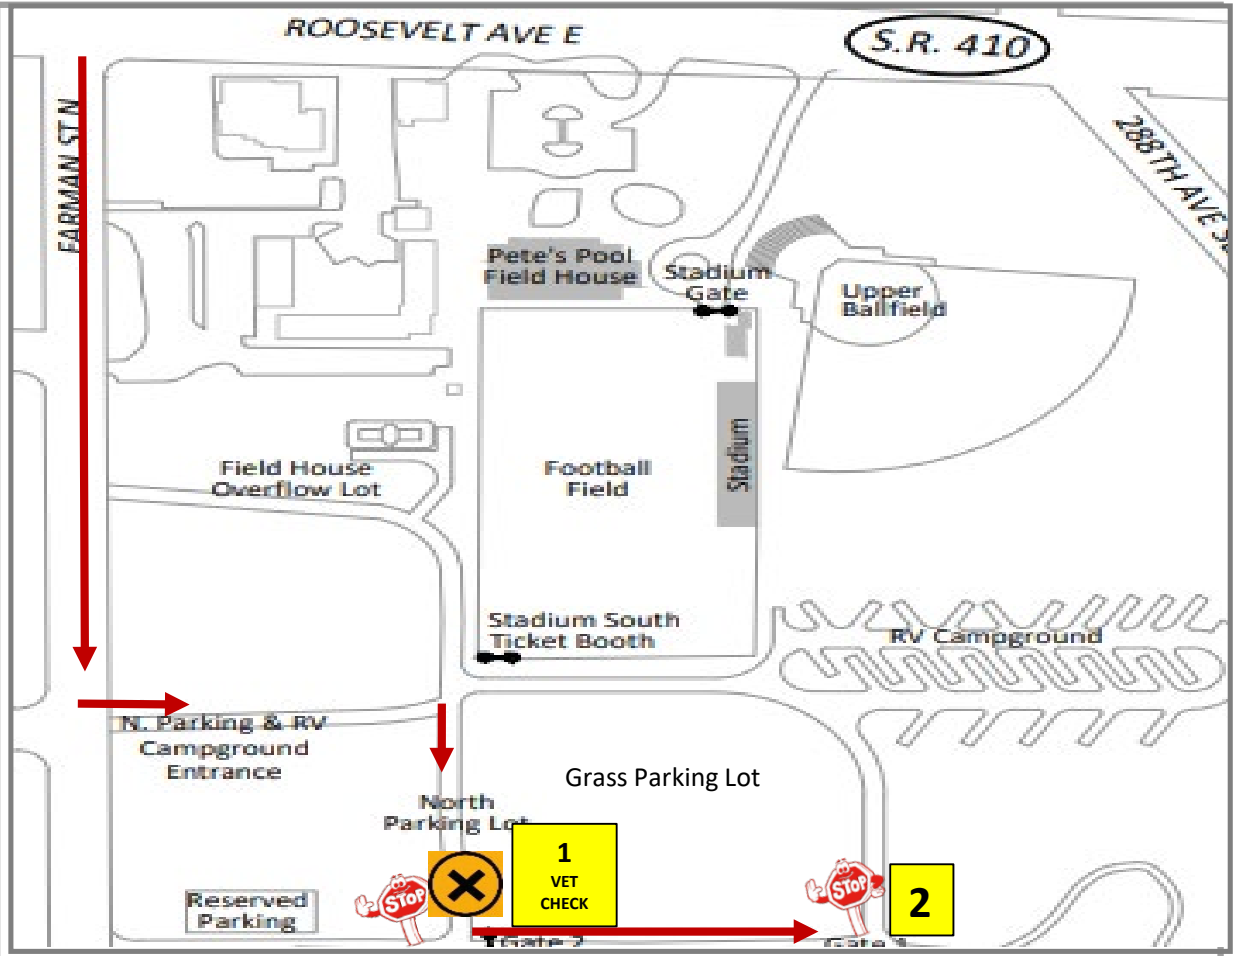 ROOSEVELT AVE E
S.R. 410
FARMAN ST N
288TH AVE
Pete's Pool
Field House
Stadium
Gate
Upper
Ballfield
Field House
Overflow Lot
Football
Field
Stadium
Stadium South
Ticket Booth
RV Campground
N. Parking & RV
Campground
Entrance
Grass Parking Lot
North
Parking Lot
1
VET
CHECK
STOP
STOP
2
Reserved
Parking
Gate 2
Gate